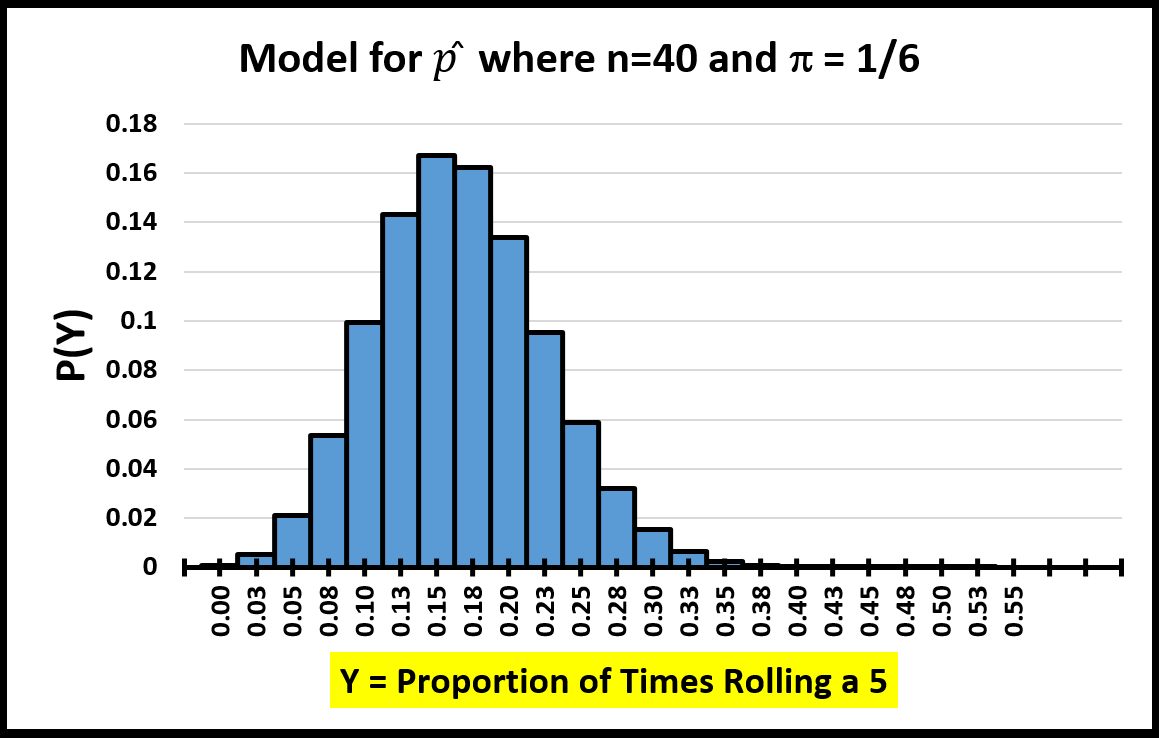 Model for p̂ where n=40 and π = 1/6
0.18
0.16
0.14
0.12
0.1
0.08
0.06
0.04
0.02
0
P(Y)
0.00 0.03 0.05 0.08 0.10 0.13 0.15 0.18 0.20 0.23 0.25 0.28 0.30 0.33 0.35 0.38 0.40 0.43 0.45 0.48 0.50 0.53 0.55
Y = Proportion of Times Rolling a 5